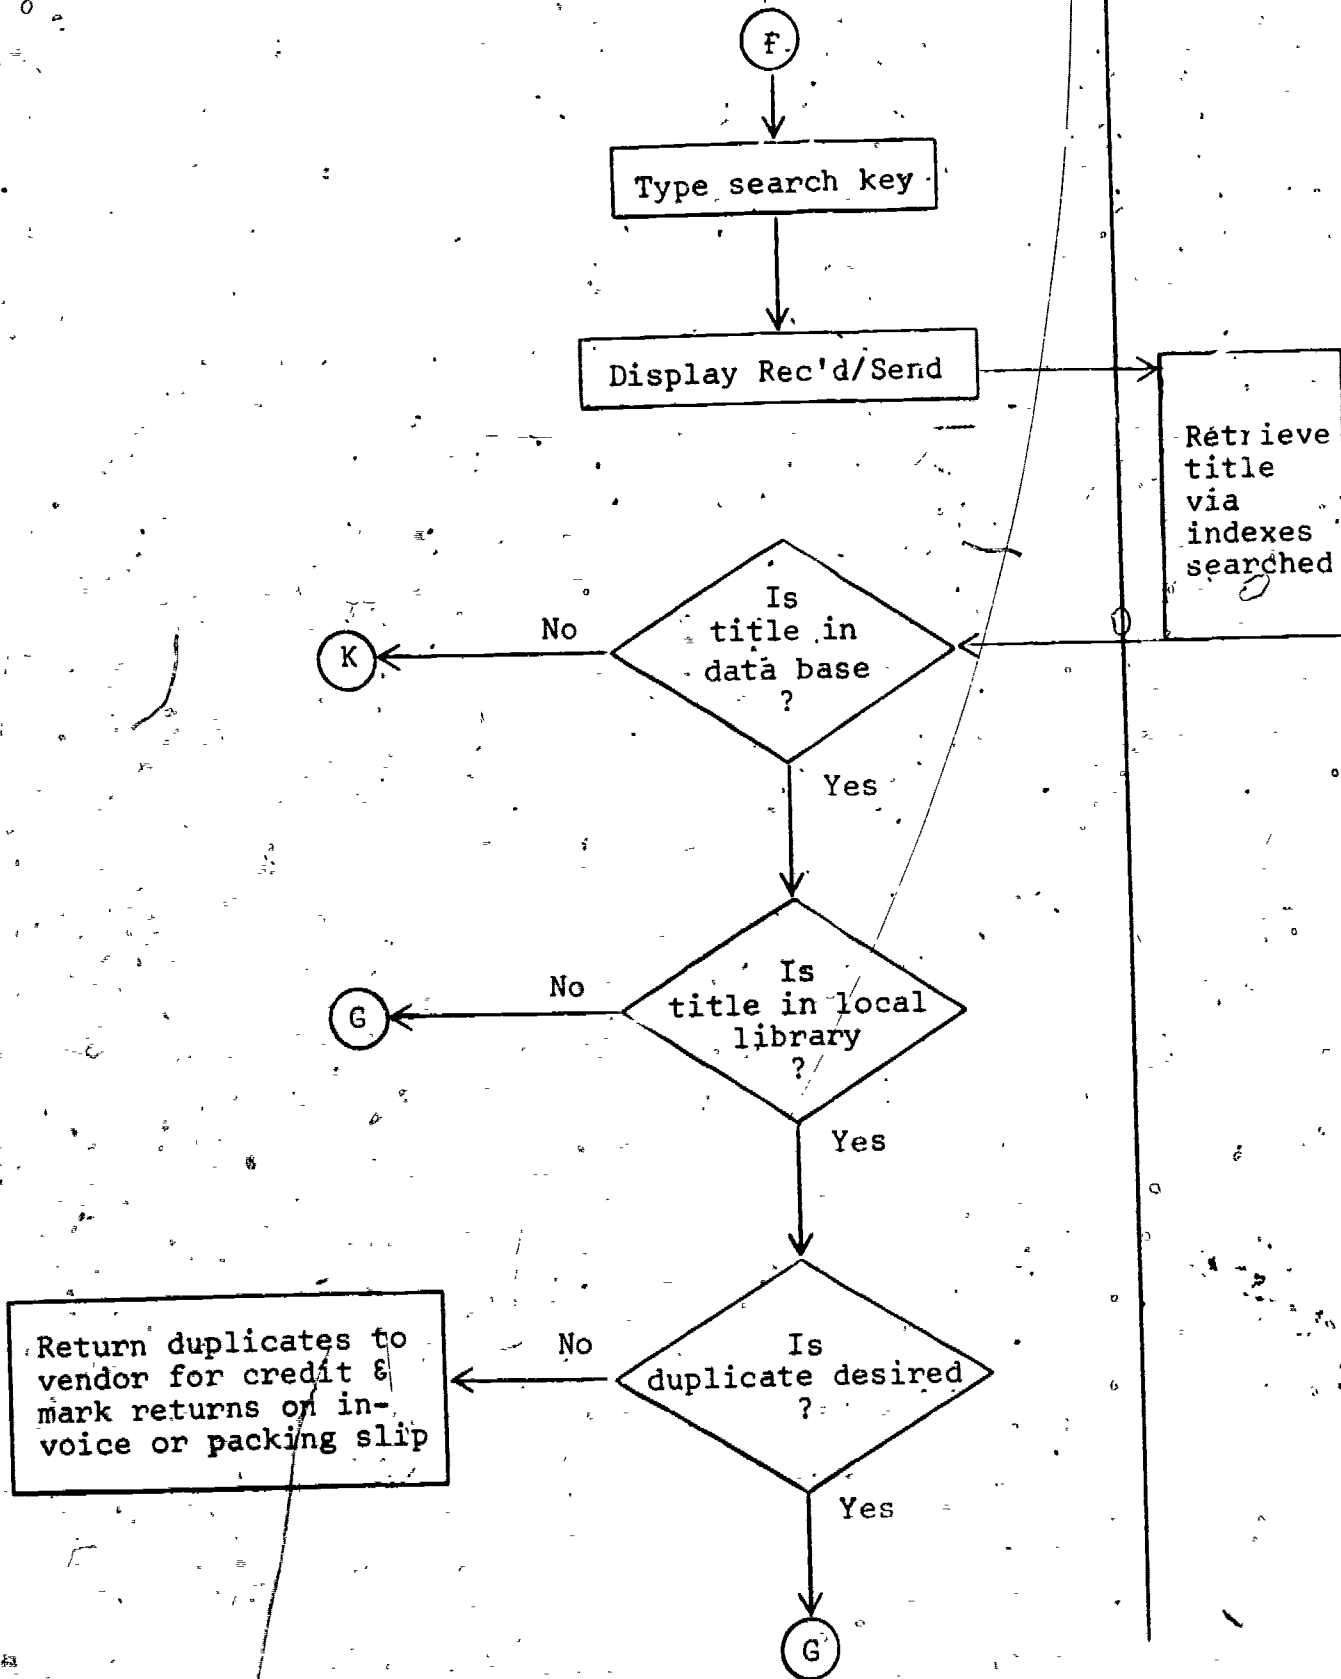 f
Type search key
Display Rec'd/Send
Retrieve
title
via
indexes
searched
Is
title in
data base
?
No
K
Yes
Is
title in local
library
?
No
G
Yes
Is
duplicate desired
?
No
Return duplicates to
vendor for credit &
mark returns on in-
voice or packing slip
Yes
G